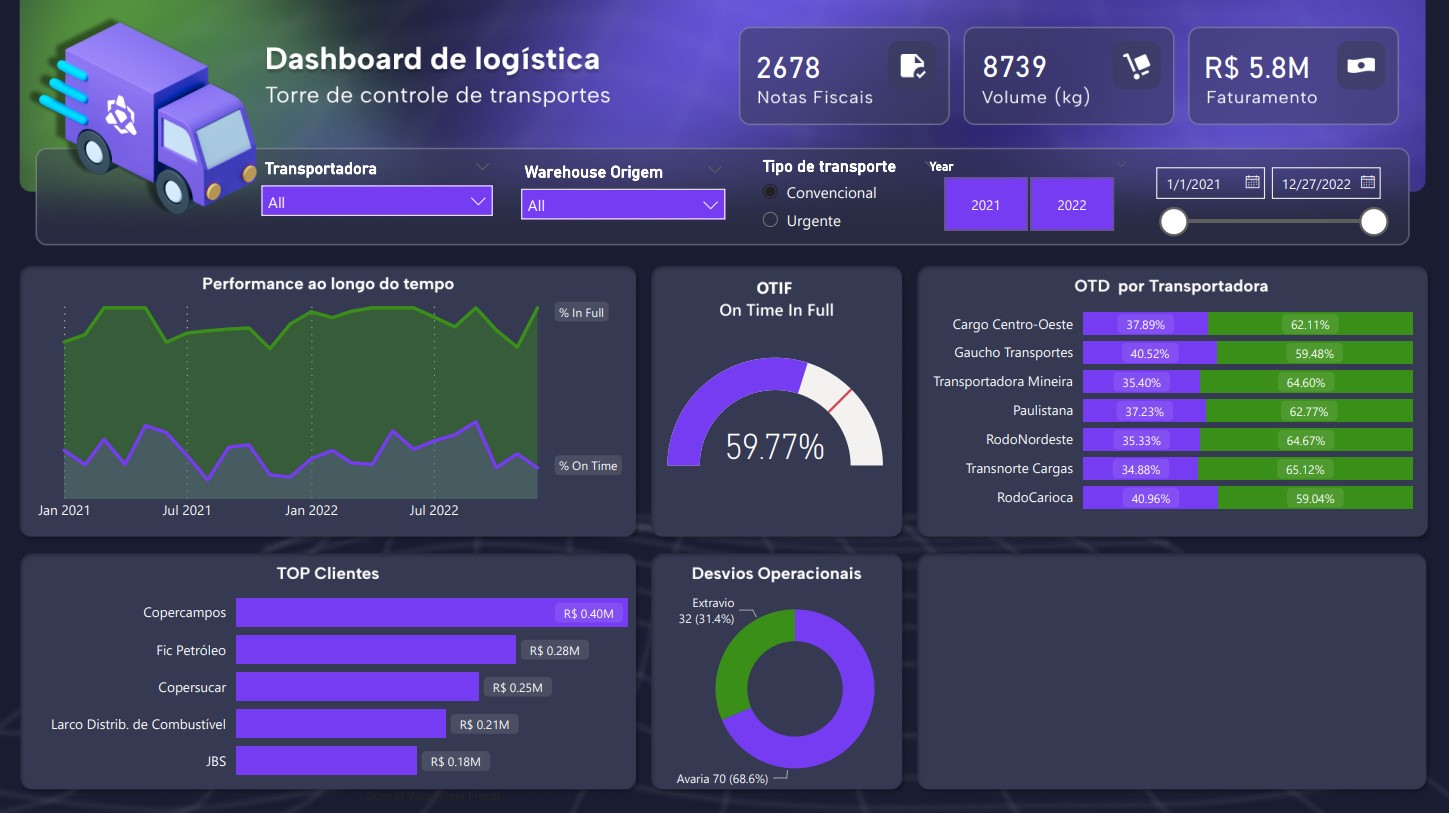 Dashboard de logística
Torre de controle de transportes
2678
Notas Fiscais
8739
Volume (kg)
R$ 5.8M
Faturamento
Transportadora
All
Warehouse Origem
All
Tipo de transporte
Convencional
Urgente
Year
2021
2022
1/1/2021
12/27/2022
Performance ao longo do tempo
% In Full
% On Time
Jan 2021
Jul 2021
Jan 2022
Jul 2022
OTIF
On Time In Full
59.77%
OTD por Transportadora
Cargo Centro-Oeste
37.89%
62.11%
Gaucho Transportes
40.52%
59.48%
Transportadora Mineira
35.40%
64.60%
Paulistana
37.23%
62.77%
RodoNordeste
35.33%
64.67%
Transnorte Cargas
34.88%
65.12%
RodoCarioca
40.96%
59.04%
TOP Clientes
Copercampos
R$ 0.40M
Fic Petróleo
R$ 0.28M
Copersucar
R$ 0.25M
Larco Distrib. de Combustível
R$ 0.21M
JBS
R$ 0.18M
Desvios Operacionais
Extravio
32 (31.4%)
Avaria 70 (68.6%)